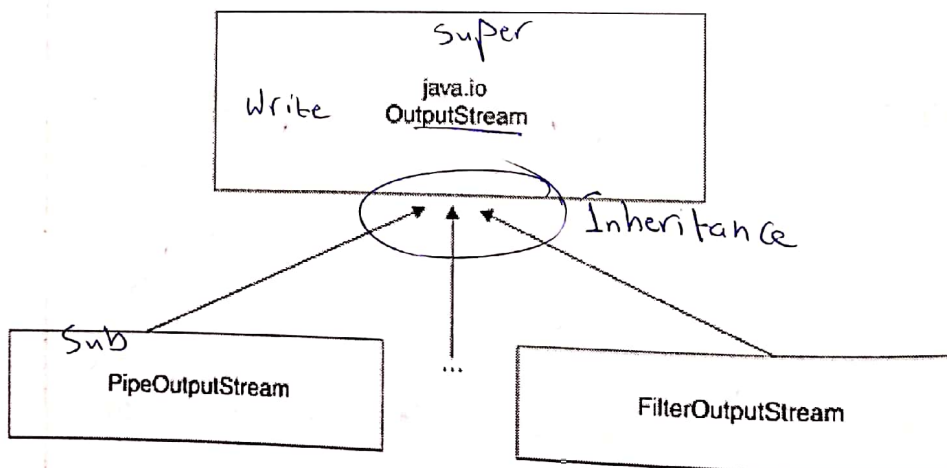 Super
java.io
Write OutputStream
Inheritance
Sub
PipeOutputStream
...
FilterOutputStream